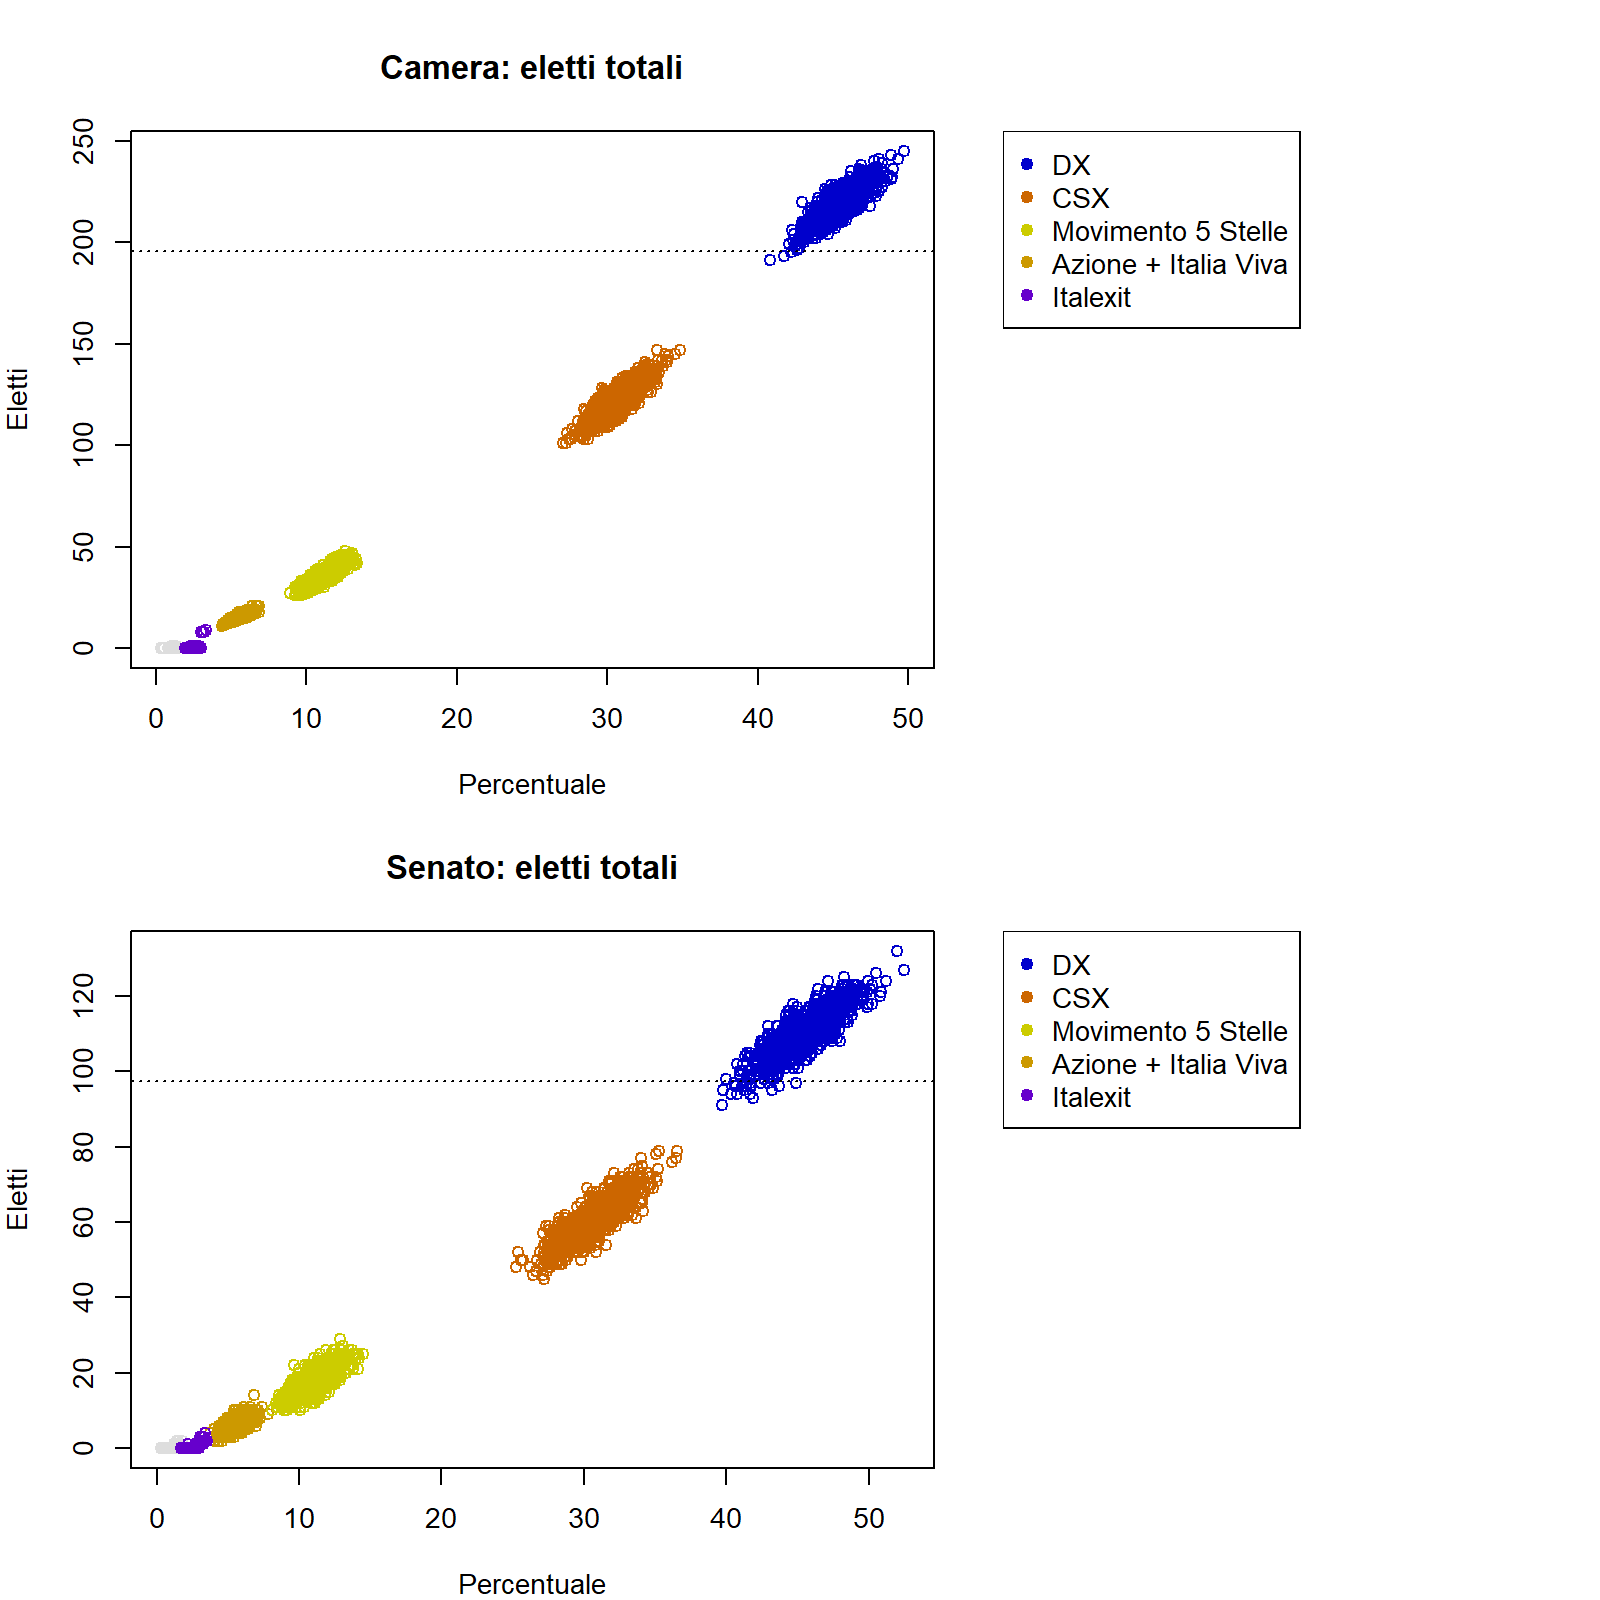 Camera: eletti totali
250
200
150
100
50
0
Eletti
0 10 20 30 40 50
Percentuale
DX
CSX
Movimento 5 Stelle
Azione + Italia Viva
Italexit
Senato: eletti totali
120
100
80
60
40
20
0
Eletti
0 10 20 30 40 50
Percentuale
DX
CSX
Movimento 5 Stelle
Azione + Italia Viva
Italexit